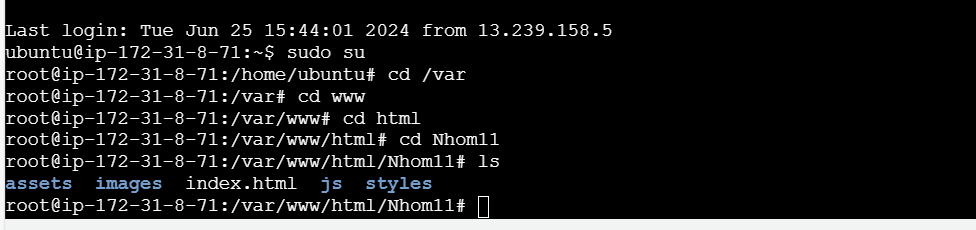 Last login: Tue Jun 25 15:44:01 2024 from 13.239.158.5
ubuntu@ip-172-31-8-71:~$ sudo su
root@ip-172-31-8-71:/home/ubuntu# cd /var
root@ip-172-31-8-71:/var# cd www
root@ip-172-31-8-71:/var/www# cd html
root@ip-172-31-8-71:/var/www/html# cd Nhom11
root@ip-172-31-8-71:/var/www/html/Nhom11# ls
assets  images  index.html  js  styles
root@ip-172-31-8-71:/var/www/html/Nhom11#